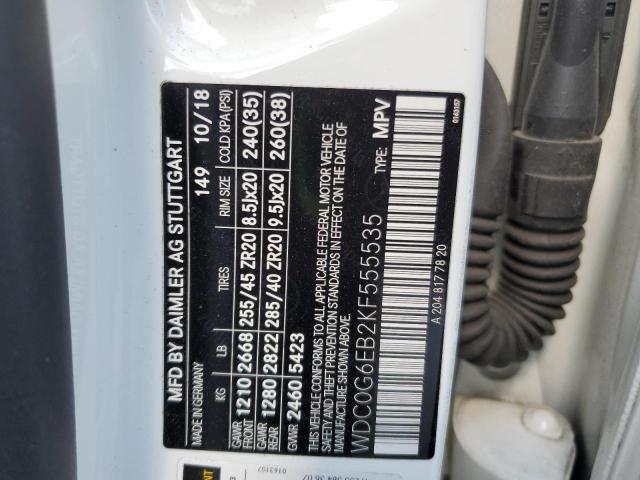 MFD BY DAIMLER AG STUTTGART
MADE IN GERMANY 149 10/18
KG LB TIRES RIM SIZE COLD KPA(PSI)
GAWR FRONT 1210 2668 255/45 ZR20 8.5Jx20 240(35)
GAWR REAR 1280 2822 285/40 ZR20 9.5Jx20 260(38)
GVWR 2460 5423
THIS VEHICLE CONFORMS TO ALL APPLICABLE FEDERAL MOTOR VEHICLE
SAFETY AND THEFT PREVENTION STANDARDS IN EFFECT ON THE DATE OF
MANUFACTURE SHOWN ABOVE.
WDC0G6EB2KF555535 TYPE: MPV
A 204 817 78 20
0163157
0163157